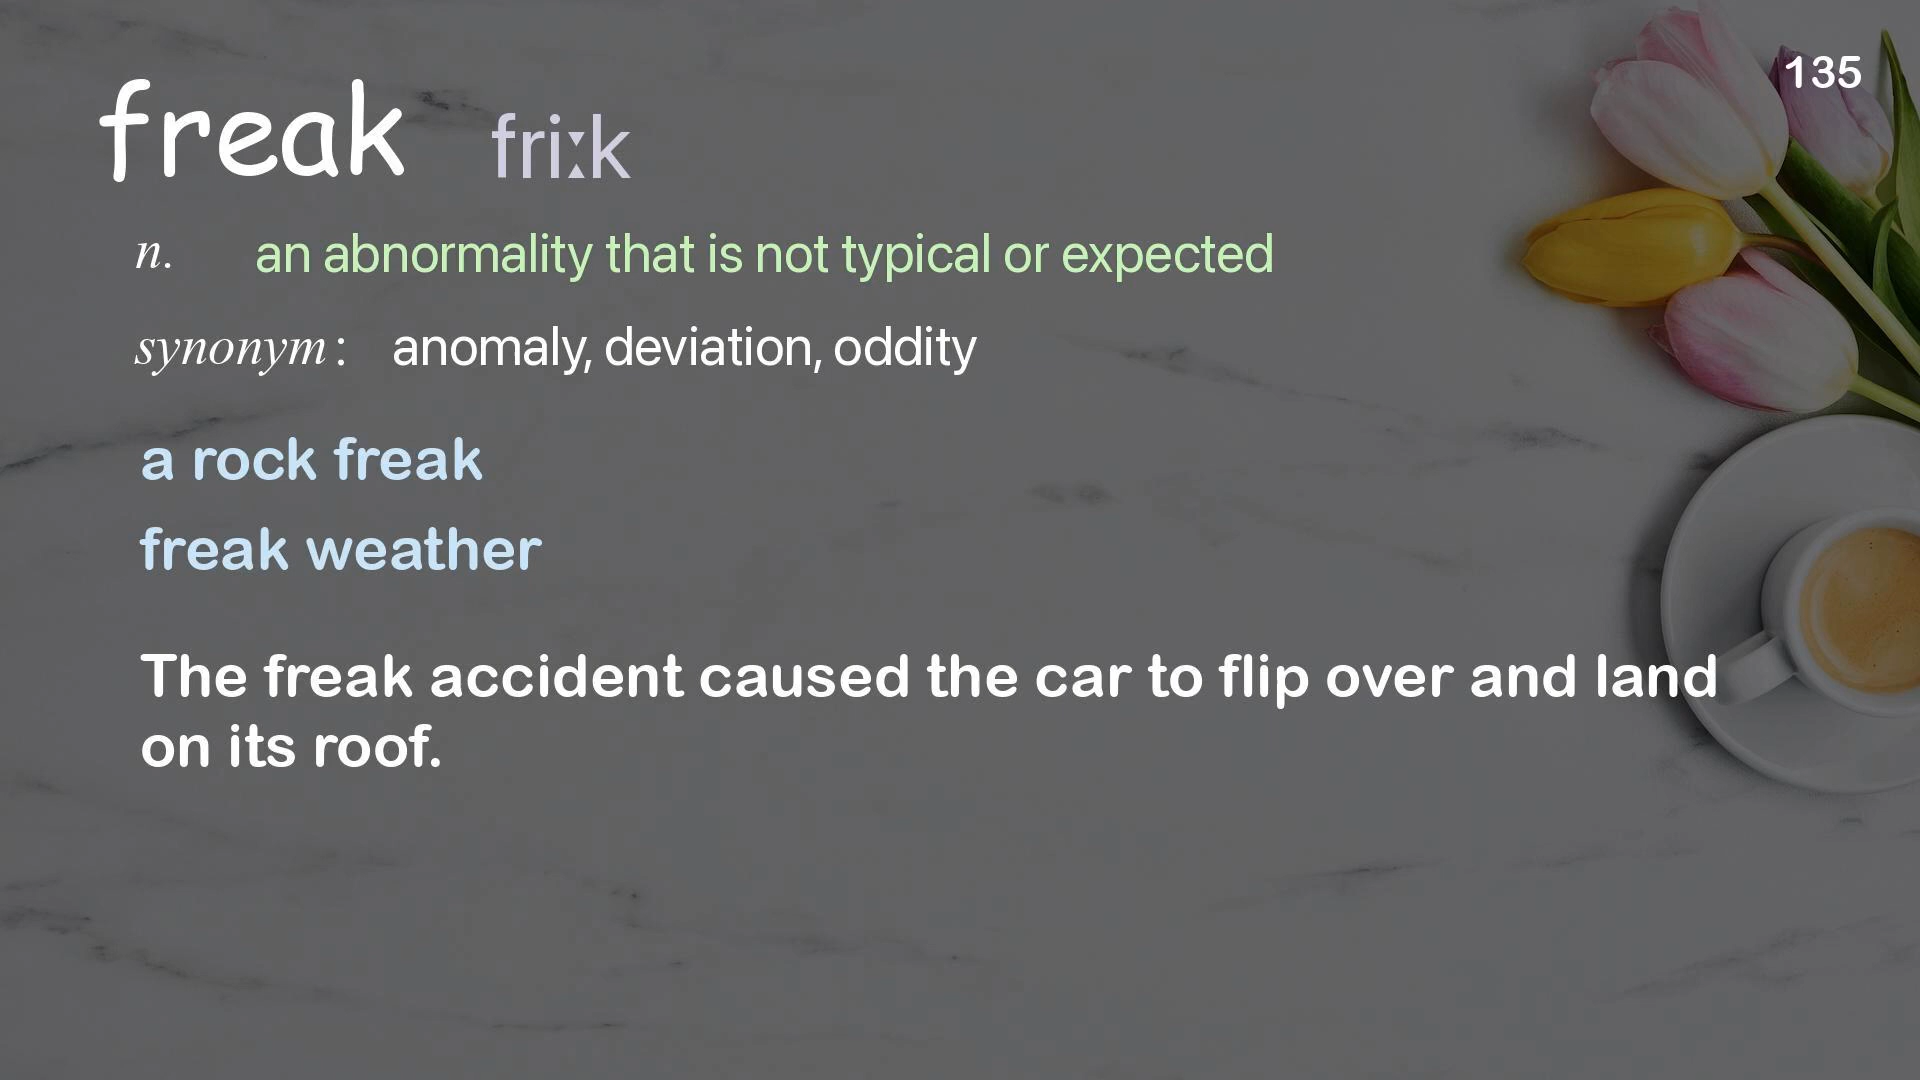 135
freak friːk
n. an abnormality that is not typical or expected
synonym: anomaly, deviation, oddity
a rock freak
freak weather
The freak accident caused the car to flip over and land
on its roof.